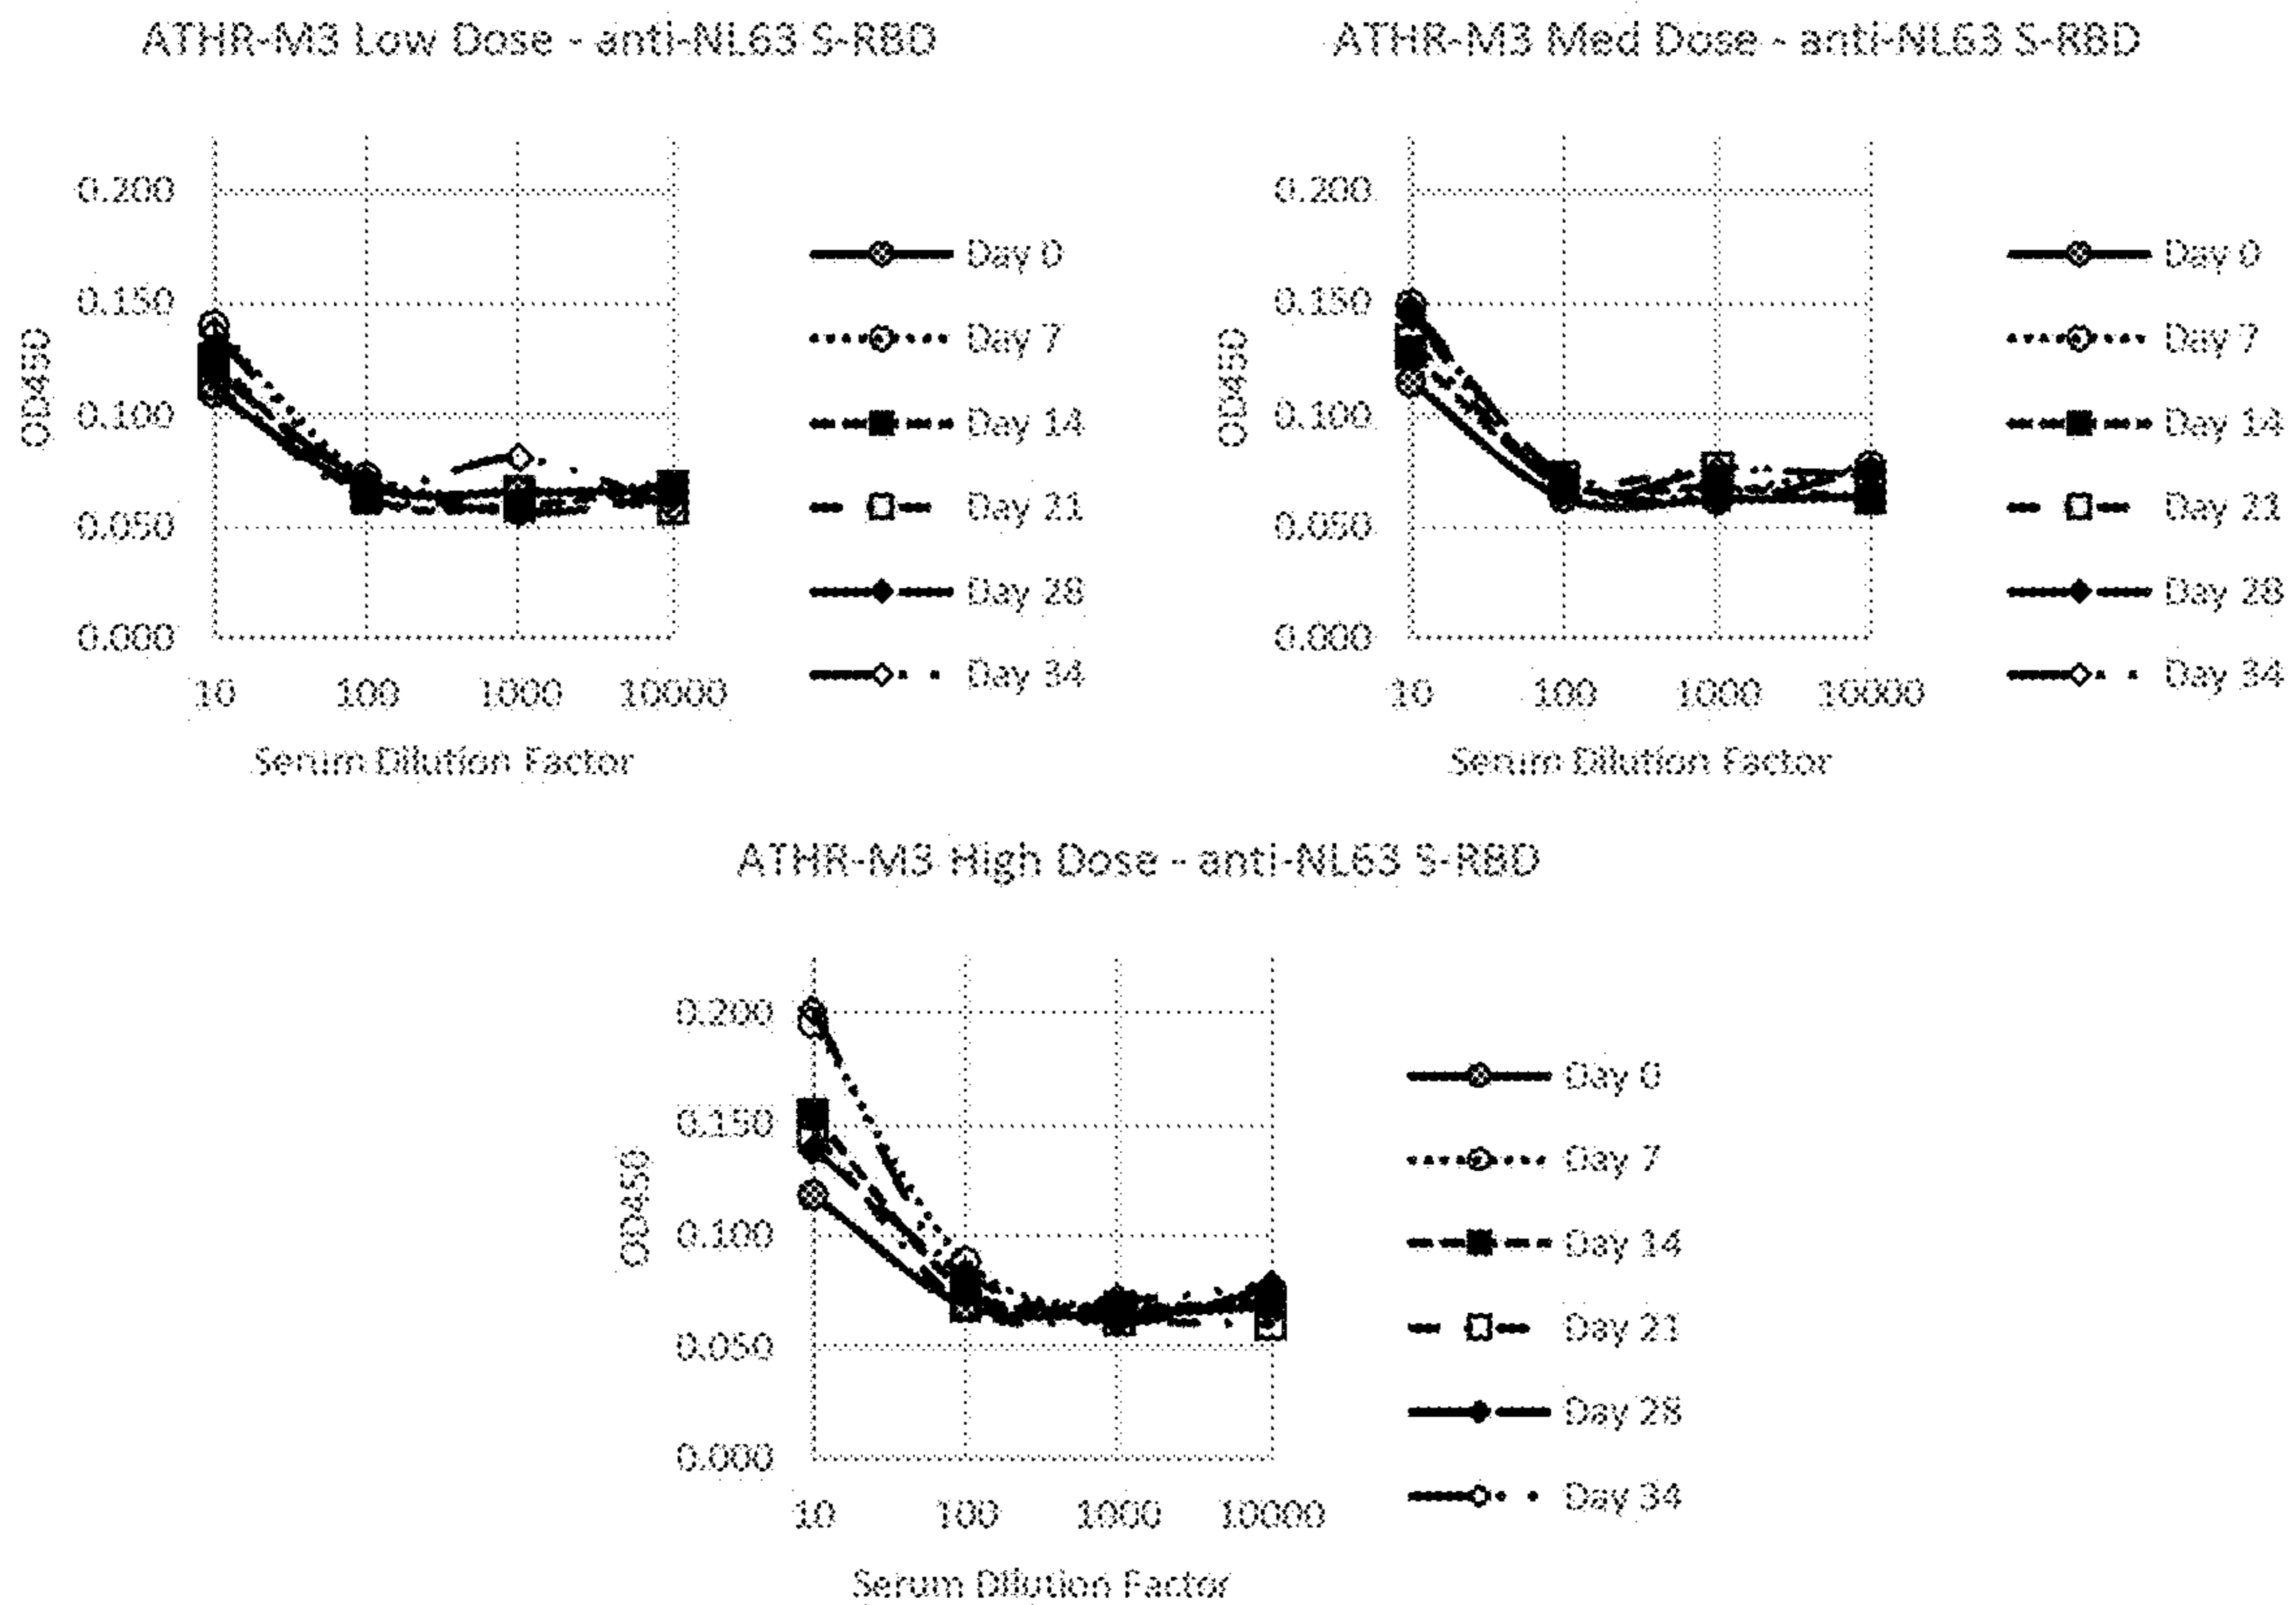 ATHR-M3 Low Dose - anti-NL63 S-RBD
0.200
0.150
0.100
0.050
0.000
OD450
10 100 1000 10000
Serum Dilution Factor
Day 0
Day 7
Day 14
Day 21
Day 28
Day 34
ATHR-M3 Med Dose - anti-NL63 S-RBD
0.200
0.150
0.100
0.050
0.000
OD450
10 100 1000 10000
Serum Dilution Factor
Day 0
Day 7
Day 14
Day 21
Day 28
Day 34
ATHR-M3 High Dose - anti-NL63 S-RBD
0.200
0.150
0.100
0.050
0.000
OD450
10 100 1000 10000
Serum Dilution Factor
Day 0
Day 7
Day 14
Day 21
Day 28
Day 34